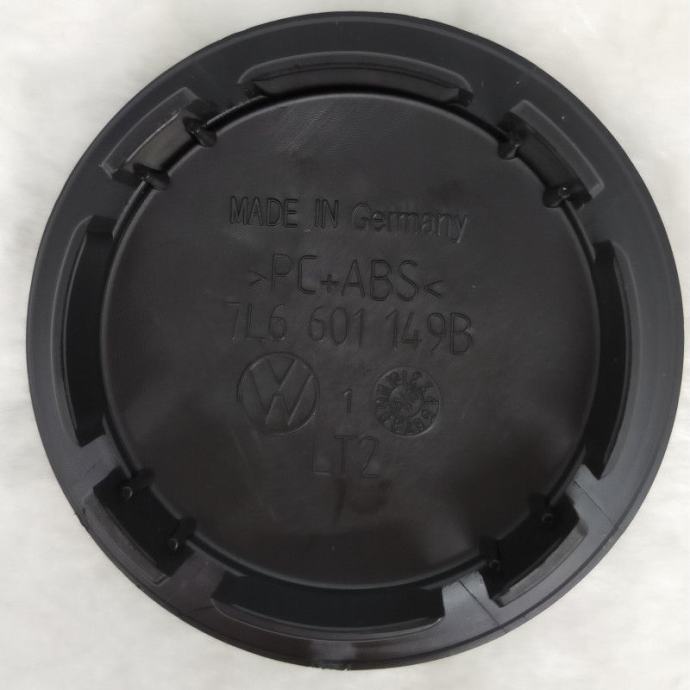 MADE IN Germany
>PC+ABS<
7L6 601 149B
1
LT2